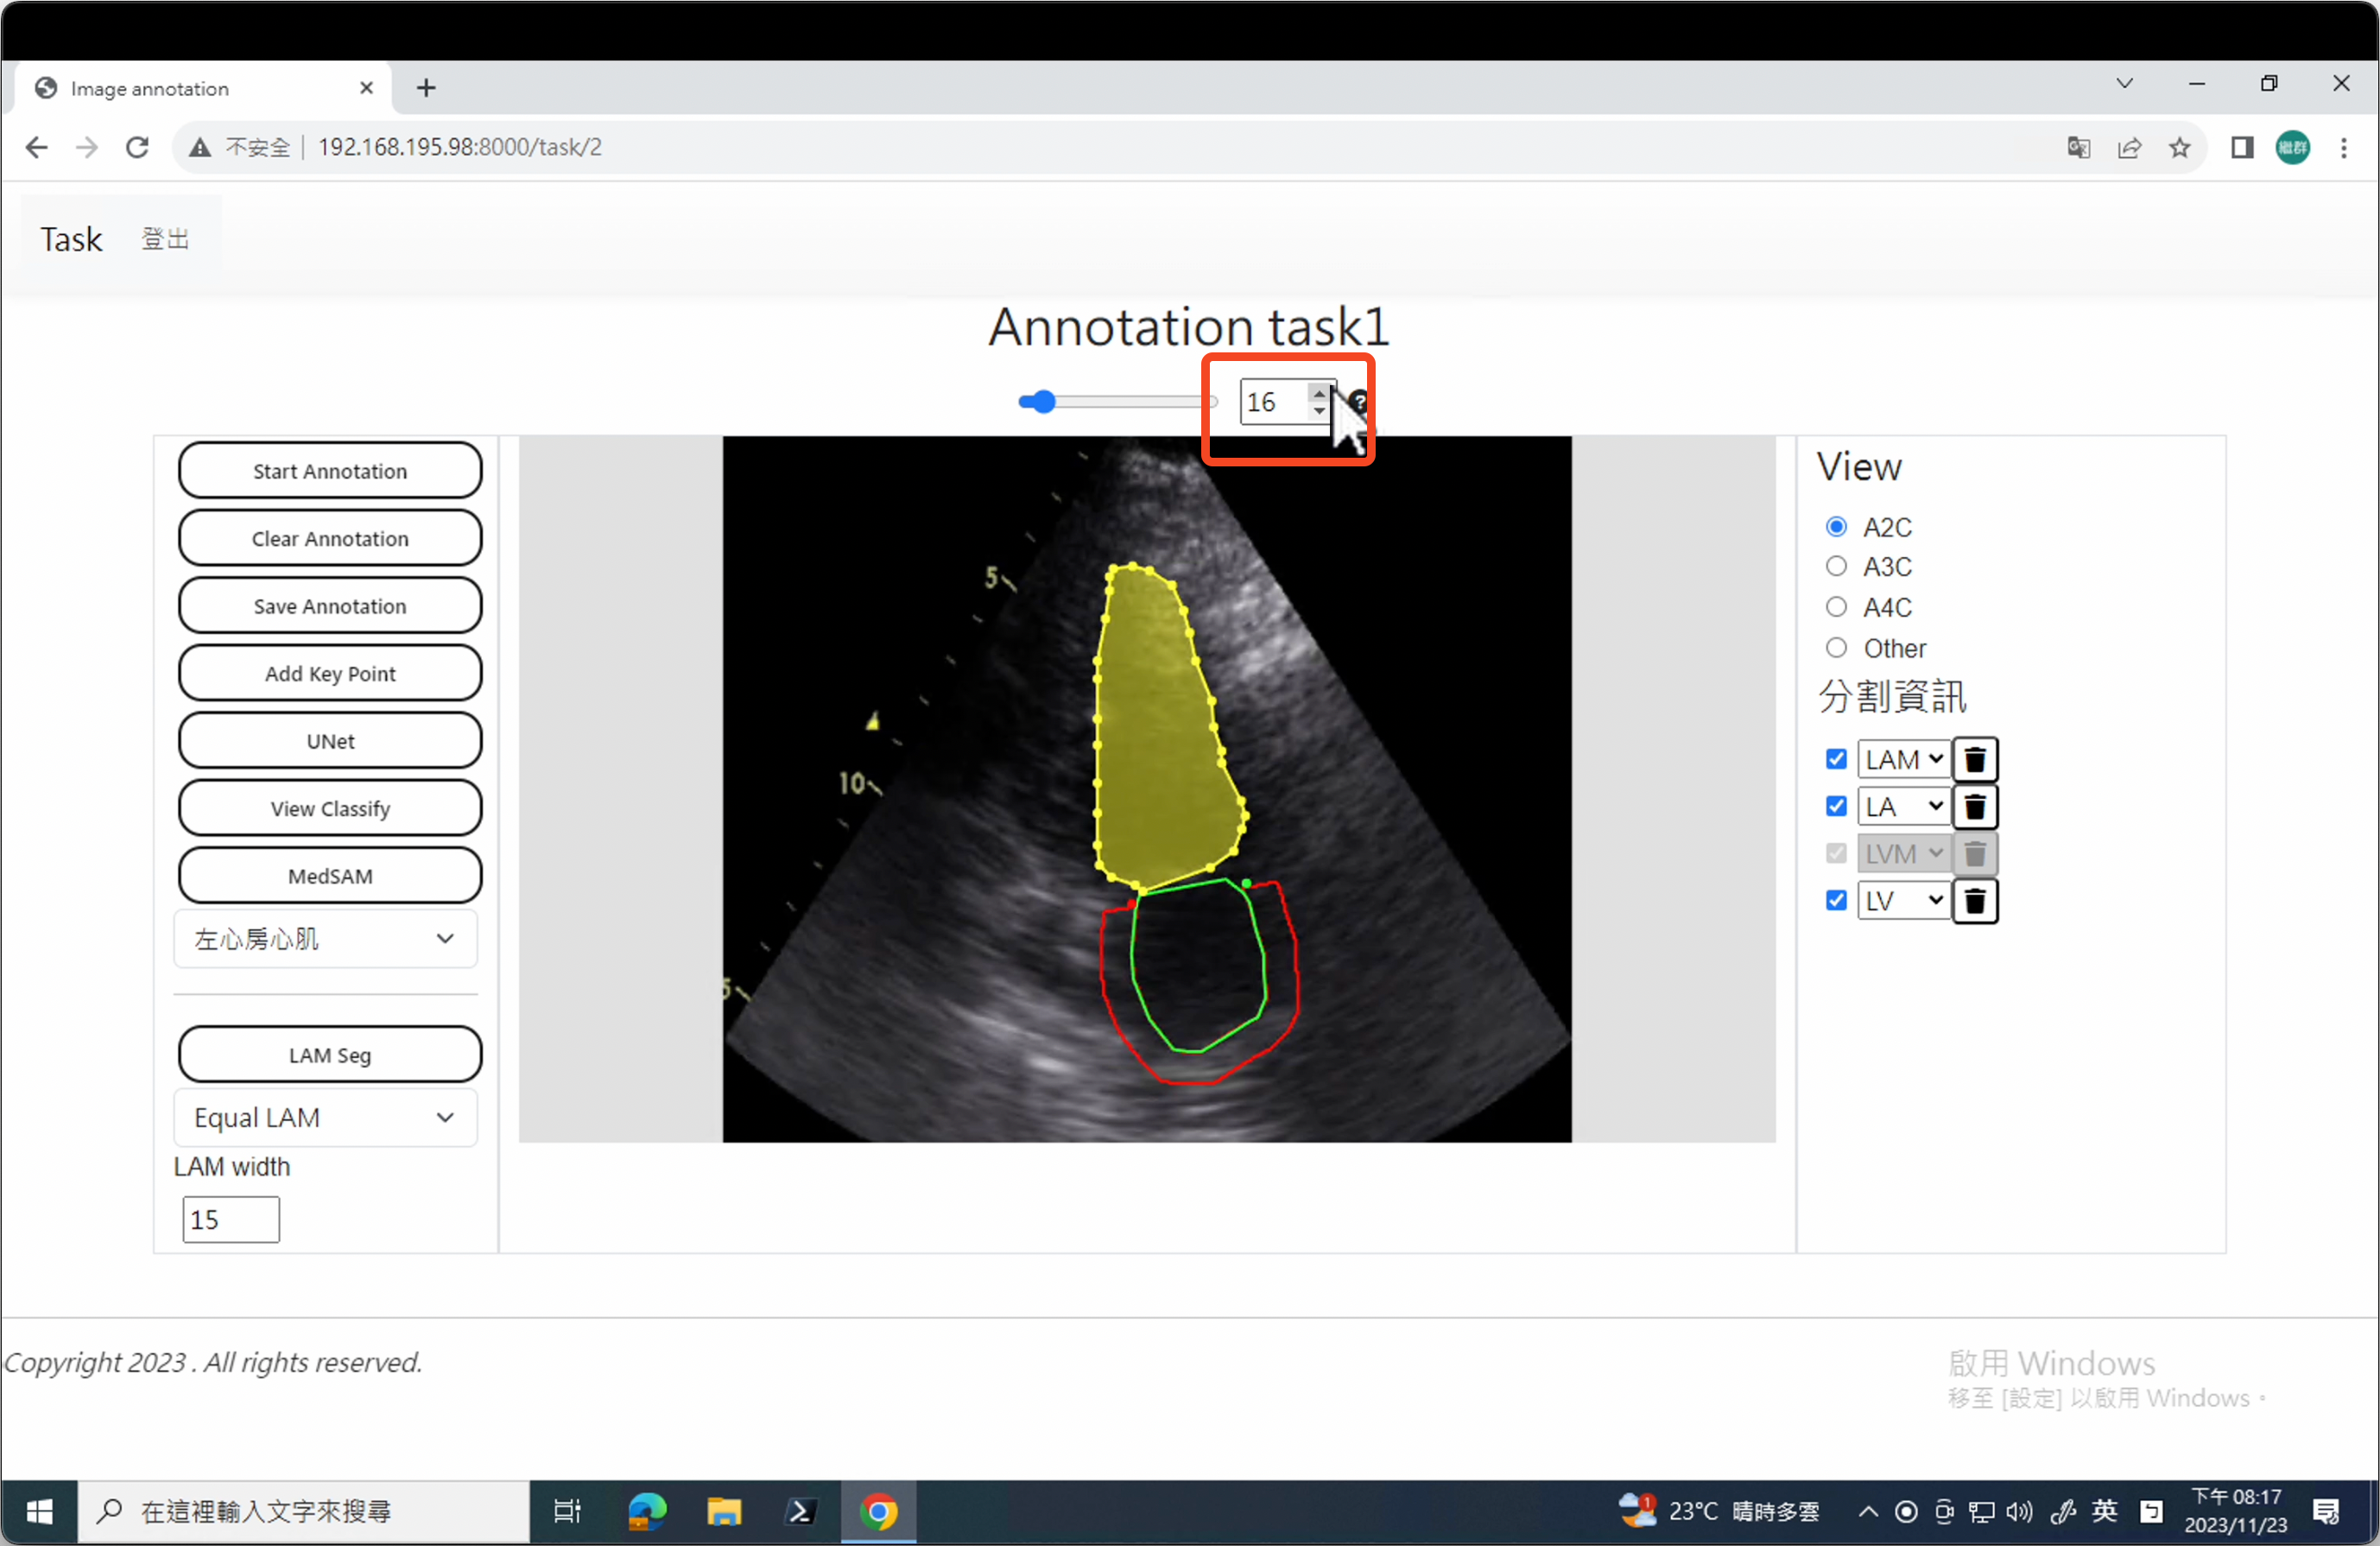 Image annotation
不安全 | 192.168.195.98:8000/task/2
繼群
Task 登出
Annotation task1
16
?
Start Annotation
Clear Annotation
Save Annotation
Add Key Point
UNet
View Classify
MedSAM
左心房心肌
LAM Seg
Equal LAM
LAM width
15
5
10
5
View
A2C
A3C
A4C
Other
分割資訊
LAM
LA
LVM
LV
Copyright 2023 . All rights reserved.
啟用 Windows
移至 [設定] 以啟用 Windows。
在這裡輸入文字來搜尋
1
23°C 晴時多雲
英
ㄅ
下午 08:17
2023/11/23